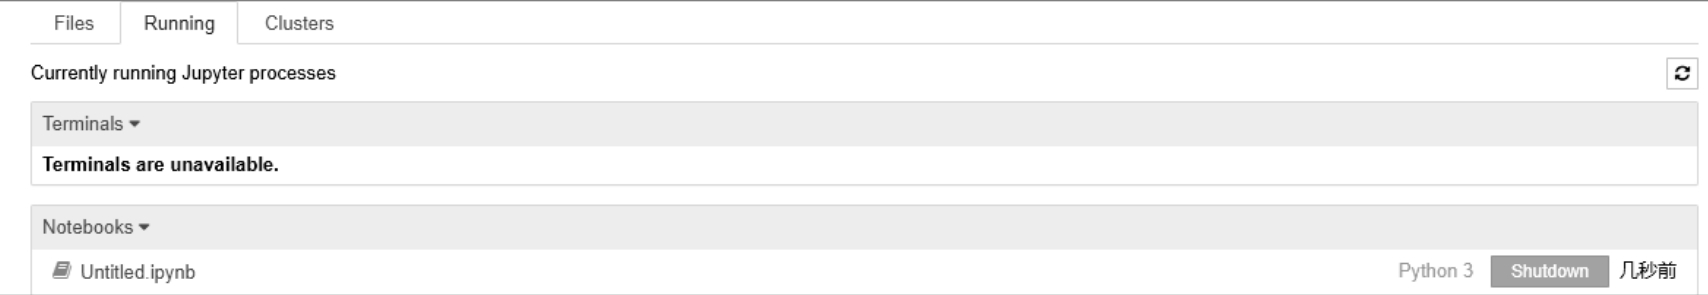 Files Running Clusters
Currently running Jupyter processes
Terminals
Terminals are unavailable.
Notebooks
Untitled.ipynb Python 3 Shutdown 几秒前